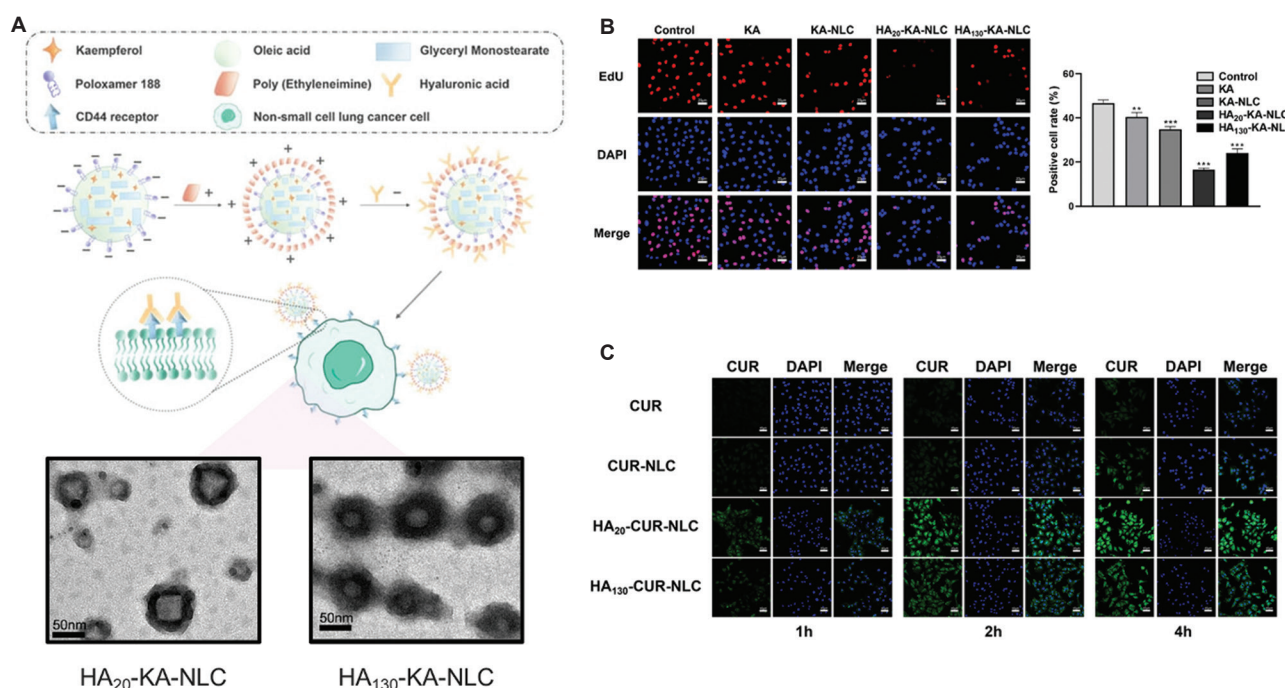 A
Kaempferol
Oleic acid
Glyceryl Monostearate
Poloxamer 188
Poly (Ethyleneimine)
Hyaluronic acid
CD44 receptor
Non-small cell lung cancer cell
+
−
50nm
50nm
HA20-KA-NLC
HA130-KA-NLC
B
Control KA KA-NLC HA20-KA-NLC HA130-KA-NLC
EdU
DAPI
Merge
Positive cell rate (%)
60
40
20
0
**
***
***
***
Control
KA
KA-NLC
HA20-KA-NLC
HA130-KA-NL
C
CUR DAPI Merge CUR DAPI Merge CUR DAPI Merge
CUR
CUR-NLC
HA20-CUR-NLC
HA130-CUR-NLC
1h 2h 4h